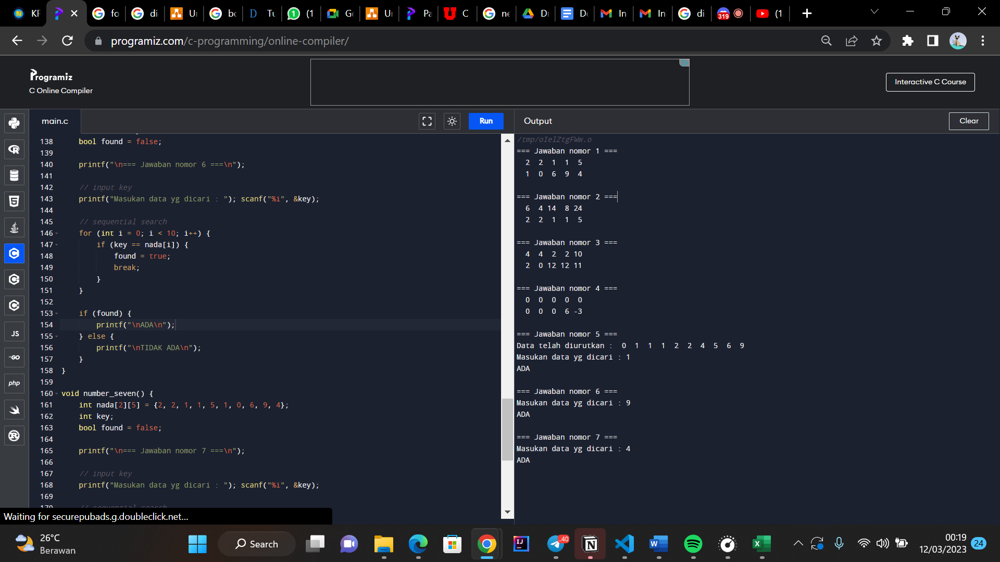 KF
fo
di
Ur
bo
D Tu
(1
Go
Ur
Pa
C
ne
Dr
Do
In
In
di
319
(1
programiz.com/c-programming/online-compiler/
Programiz
C Online Compiler
Interactive C Course
main.c
Run
Output
Clear
138 bool found = false;
139
140 printf("\n=== Jawaban nomor 6 ===\n");
141
142 // input key
143 printf("Masukan data yg dicari : "); scanf("%i", &key);
144
145 // sequential search
146 for (int i = 0; i < 10; i++) {
147 if (key == nada[i]) {
148 found = true;
149 break;
150 }
151 }
152
153 if (found) {
154 printf("\nADA\n");
155 } else {
156 printf("\nTIDAK ADA\n");
157 }
158 }
159
160 void number_seven() {
161 int nada[2][5] = {2, 2, 1, 1, 5, 1, 0, 6, 9, 4};
162 int key;
163 bool found = false;
164
165 printf("\n=== Jawaban nomor 7 ===\n");
166
167 // input key
168 printf("Masukan data yg dicari : "); scanf("%i", &key);
169
170 // sequential search
/tmp/oIelZtgFWw.o
=== Jawaban nomor 1 ===
2 2 1 1 5
1 0 6 9 4
=== Jawaban nomor 2 ===
6 4 14 8 24
2 2 1 1 5
=== Jawaban nomor 3 ===
4 4 2 2 10
2 0 12 12 11
=== Jawaban nomor 4 ===
0 0 0 0 0
0 0 0 6 -3
=== Jawaban nomor 5 ===
Data telah diurutkan : 0 1 1 1 2 2 4 5 6 9
Masukan data yg dicari : 1
ADA
=== Jawaban nomor 6 ===
Masukan data yg dicari : 9
ADA
=== Jawaban nomor 7 ===
Masukan data yg dicari : 4
ADA
JS
GO
php
Waiting for securepubads.g.doubleclick.net...
26°C
Berawan
Search
40
00:19
12/03/2023
24